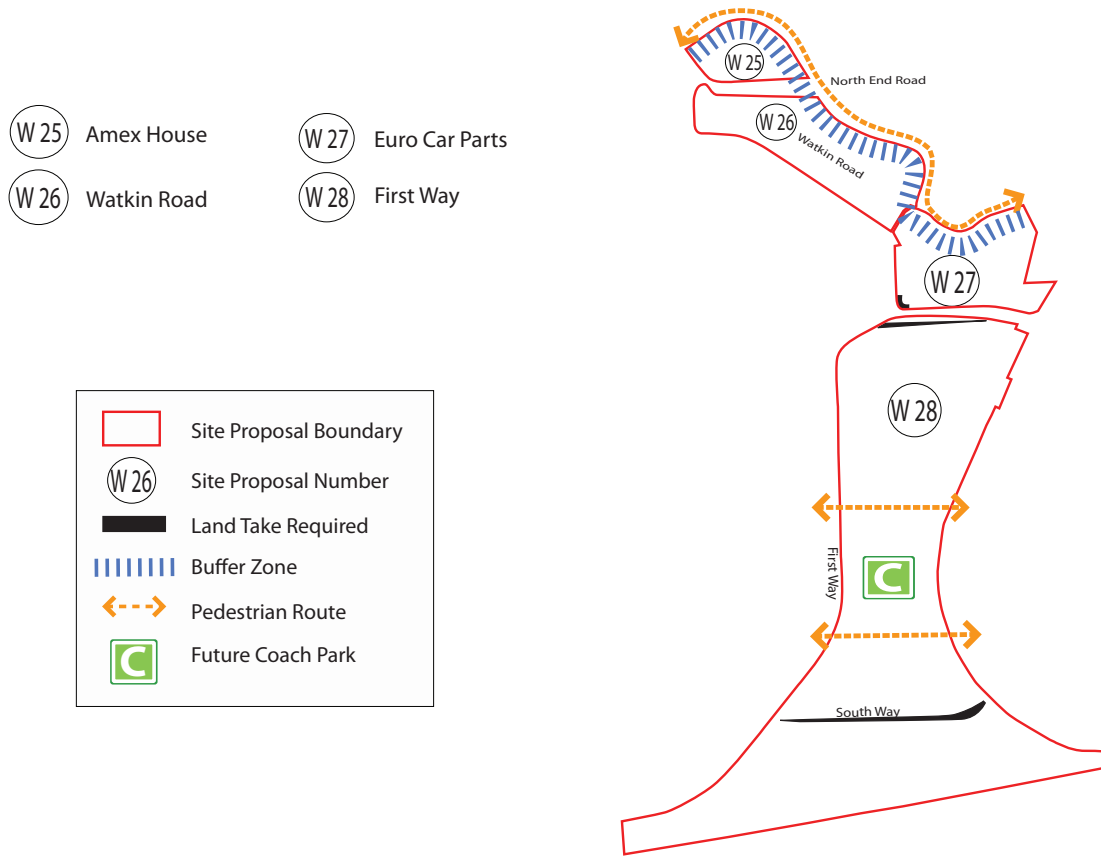 W 25 Amex House
W 26 Watkin Road
W 27 Euro Car Parts
W 28 First Way
Site Proposal Boundary
W 26 Site Proposal Number
Land Take Required
Buffer Zone
Pedestrian Route
C Future Coach Park
W 25
North End Road
W 26
Watkin Road
W 27
W 28
First Way
C
South Way